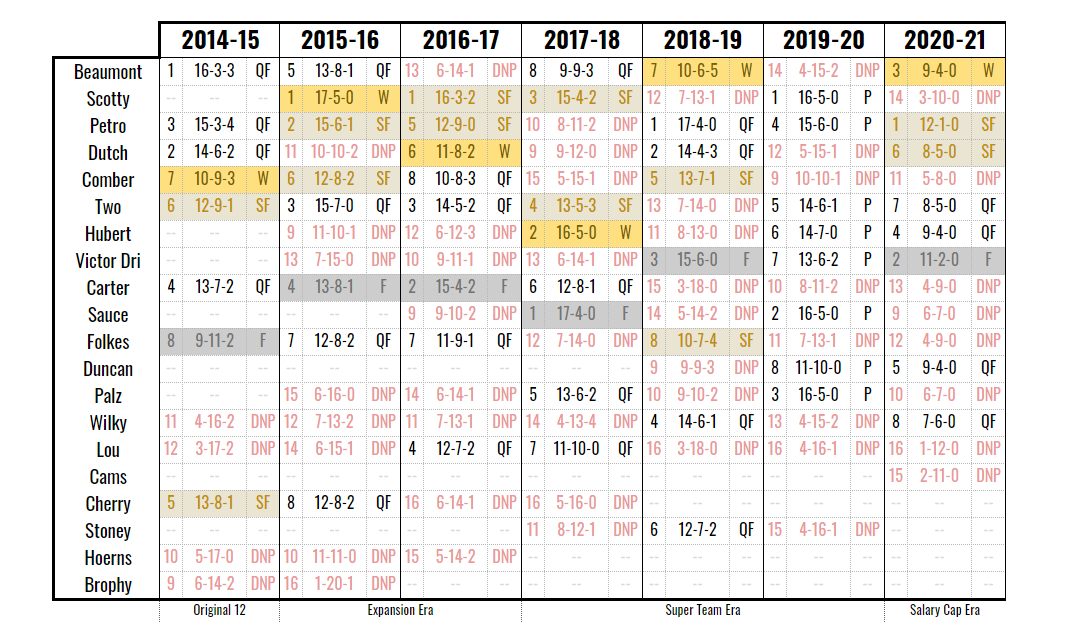 2014-15 2015-16 2016-17 2017-18 2018-19 2019-20 2020-21
Beaumont 1 16-3-3 QF 5 13-8-1 QF 13 6-14-1 DNP 8 9-9-3 QF 7 10-6-5 W 14 4-15-2 DNP 3 9-4-0 W
Scotty -- -- -- 1 17-5-0 W 1 16-3-2 SF 3 15-4-2 SF 12 7-13-1 DNP 1 16-5-0 P 14 3-10-0 DNP
Petro 3 15-3-4 QF 2 15-6-1 SF 5 12-9-0 SF 10 8-11-2 DNP 1 17-4-0 QF 4 15-6-0 P 1 12-1-0 SF
Dutch 2 14-6-2 QF 11 10-10-2 DNP 6 11-8-2 W 9 9-12-0 DNP 2 14-4-3 QF 12 5-15-1 DNP 6 8-5-0 SF
Comber 7 10-9-3 W 6 12-8-2 SF 8 10-8-3 QF 15 5-15-1 DNP 5 13-7-1 SF 9 10-10-1 DNP 11 5-8-0 DNP
Two 6 12-9-1 SF 3 15-7-0 QF 3 14-5-2 QF 4 13-5-3 SF 13 7-14-0 DNP 5 14-6-1 P 7 8-5-0 QF
Hubert -- -- -- 9 11-10-1 DNP 12 6-12-3 DNP 2 16-5-0 W 11 8-13-0 DNP 6 14-7-0 P 4 9-4-0 QF
Victor Dri -- -- -- 13 7-15-0 DNP 10 9-11-1 DNP 13 6-14-1 DNP 3 15-6-0 F 7 13-6-2 P 2 11-2-0 F
Carter 4 13-7-2 QF 4 13-8-1 F 2 15-4-2 F 6 12-8-1 QF 15 3-18-0 DNP 10 8-11-2 DNP 13 4-9-0 DNP
Sauce -- -- -- -- -- -- 9 9-10-2 DNP 1 17-4-0 F 14 5-14-2 DNP 2 16-5-0 P 9 6-7-0 DNP
Folkes 8 9-11-2 F 7 12-8-2 QF 7 11-9-1 QF 12 7-14-0 DNP 8 10-7-4 SF 11 7-13-1 DNP 12 4-9-0 DNP
Duncan -- -- -- -- -- -- -- -- -- -- -- -- 9 9-9-3 DNP 8 11-10-0 P 5 9-4-0 QF
Palz -- -- -- 15 6-16-0 DNP 14 6-14-1 DNP 5 13-6-2 QF 10 9-10-2 DNP 3 16-5-0 P 10 6-7-0 DNP
Wilky 11 4-16-2 DNP 12 7-13-2 DNP 11 7-13-1 DNP 14 4-13-4 DNP 4 14-6-1 QF 13 4-15-2 DNP 8 7-6-0 QF
Lou 12 3-17-2 DNP 14 6-15-1 DNP 4 12-7-2 QF 7 11-10-0 QF 16 3-18-0 DNP 16 4-16-1 DNP 16 1-12-0 DNP
Cams -- -- -- -- -- -- -- -- -- -- -- -- -- -- -- -- -- -- 15 2-11-0 DNP
Cherry 5 13-8-1 SF 8 12-8-2 QF 16 6-14-1 DNP 16 5-16-0 DNP -- -- -- -- -- -- -- -- --
Stoney -- -- -- -- -- -- -- -- -- 11 8-12-1 DNP 6 12-7-2 QF 15 4-16-1 DNP -- -- --
Hoerns 10 5-17-0 DNP 10 11-11-0 DNP 15 5-14-2 DNP -- -- -- -- -- -- -- -- -- -- -- --
Brophy 9 6-14-2 DNP 16 1-20-1 DNP -- -- -- -- -- -- -- -- -- -- -- -- -- -- --
Original 12 Expansion Era Super Team Era Salary Cap Era